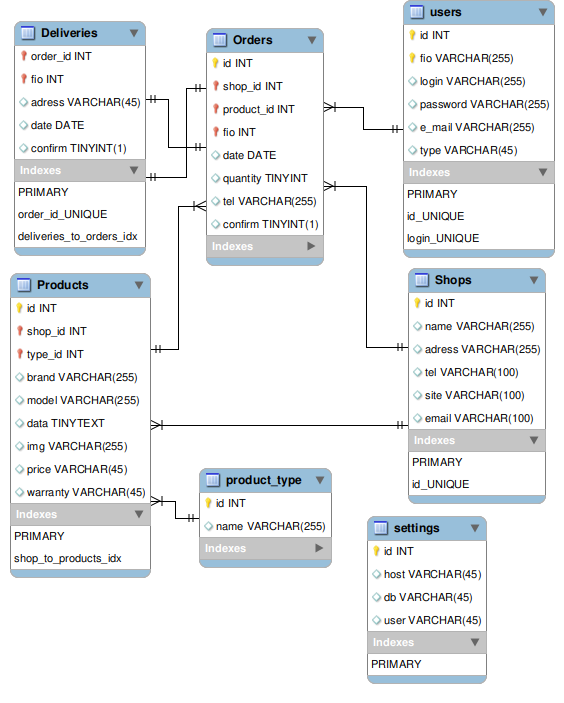 Deliveries
order_id INT
fio INT
adress VARCHAR(45)
date DATE
confirm TINYINT(1)
Indexes
PRIMARY
order_id_UNIQUE
deliveries_to_orders_idx
Orders
id INT
shop_id INT
product_id INT
fio INT
date DATE
quantity TINYINT
tel VARCHAR(255)
confirm TINYINT(1)
Indexes
users
id INT
fio VARCHAR(255)
login VARCHAR(255)
password VARCHAR(255)
e_mail VARCHAR(255)
type VARCHAR(45)
Indexes
PRIMARY
id_UNIQUE
login_UNIQUE
Products
id INT
shop_id INT
type_id INT
brand VARCHAR(255)
model VARCHAR(255)
data TINYTEXT
img VARCHAR(255)
price VARCHAR(45)
warranty VARCHAR(45)
Indexes
PRIMARY
shop_to_products_idx
Shops
id INT
name VARCHAR(255)
adress VARCHAR(255)
tel VARCHAR(100)
site VARCHAR(100)
email VARCHAR(100)
Indexes
PRIMARY
id_UNIQUE
product_type
id INT
name VARCHAR(255)
Indexes
settings
id INT
host VARCHAR(45)
db VARCHAR(45)
user VARCHAR(45)
Indexes
PRIMARY